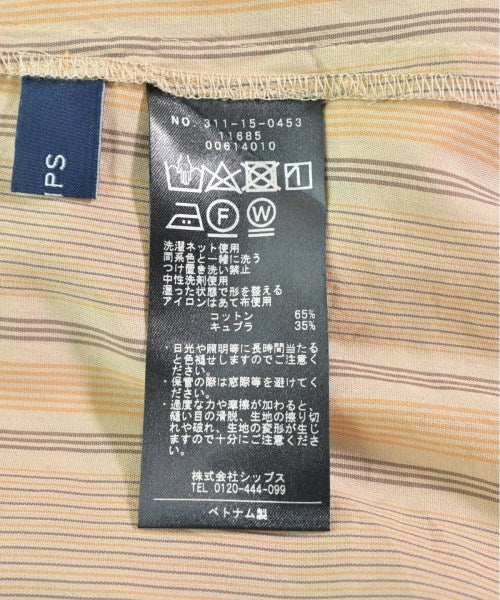 IPS
NO. 311-15-0453
11685
00614010
F W
洗濯ネット使用
同系色と一緒に洗う
つけ置き洗い禁止
中性洗剤使用
湿った状態で形を整える
アイロンはあて布使用
コットン 65%
キュプラ 35%
・日光や照明等に長時間当たる
と色褪せしますのでご注意くだ
さい。
・保管の際は窓際等を避けてく
ださい。
・過度な力や摩擦が加わると、
縫い目の滑脱、生地の擦り切
れや破れ、生地の変形が生じ
ますので十分にご注意ください。
株式会社シップス
TEL 0120-444-099
ベトナム製